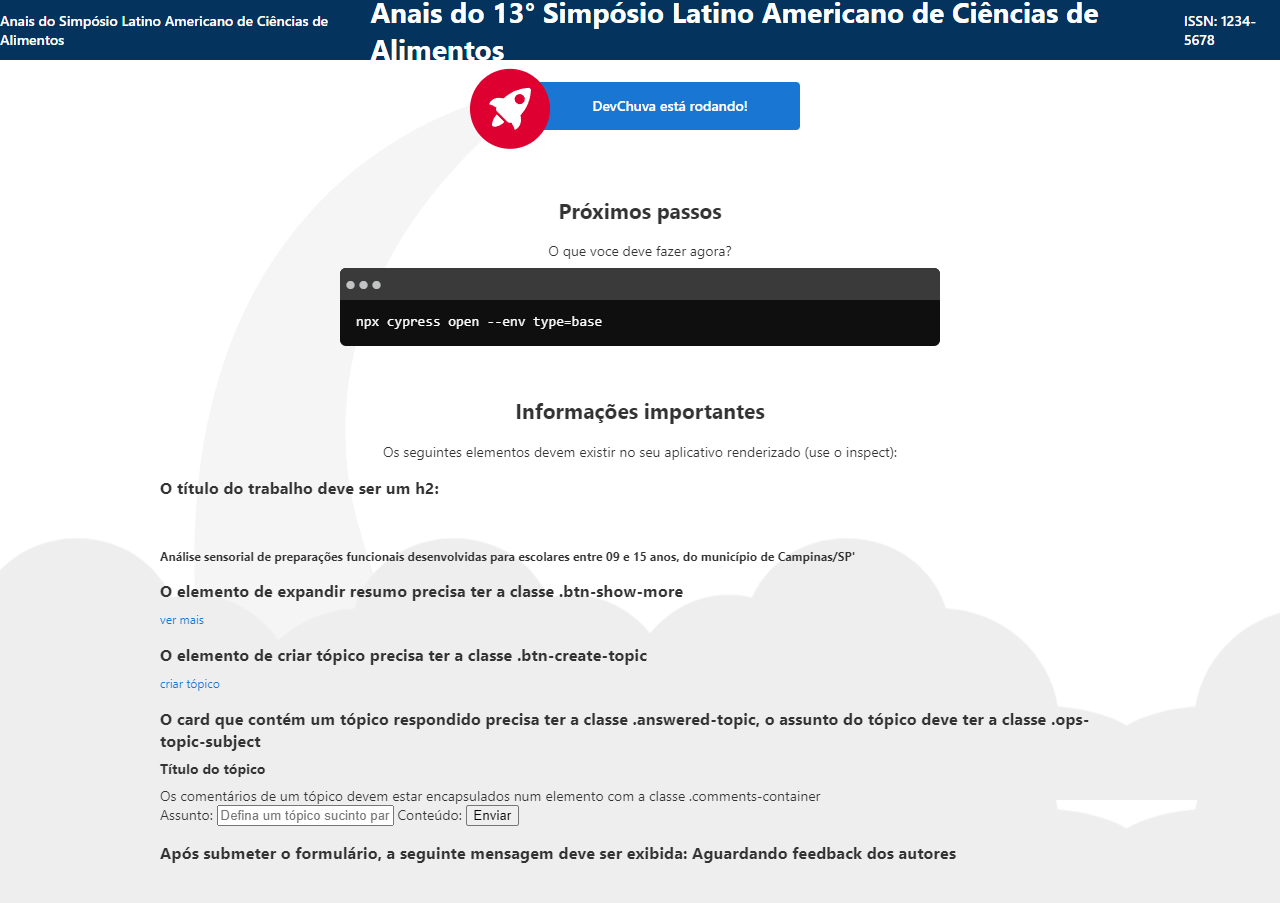 Anais do Simpósio Latino Americano de Ciências de
Alimentos
Anais do 13º Simpósio Latino Americano de Ciências de
Alimentos
ISSN: 1234-
5678
DevChuva está rodando!
Próximos passos
O que voce deve fazer agora?
npx cypress open --env type=base
Informações importantes
Os seguintes elementos devem existir no seu aplicativo renderizado (use o inspect):
O título do trabalho deve ser um h2:
Análise sensorial de preparações funcionais desenvolvidas para escolares entre 09 e 15 anos, do município de Campinas/SP'
O elemento de expandir resumo precisa ter a classe .btn-show-more
ver mais
O elemento de criar tópico precisa ter a classe .btn-create-topic
criar tópico
O card que contém um tópico respondido precisa ter a classe .answered-topic, o assunto do tópico deve ter a classe .ops-
topic-subject
Título do tópico
Os comentários de um tópico devem estar encapsulados num elemento com a classe .comments-container
Assunto: Defina um tópico sucinto par Conteúdo: Enviar
Após submeter o formulário, a seguinte mensagem deve ser exibida: Aguardando feedback dos autores